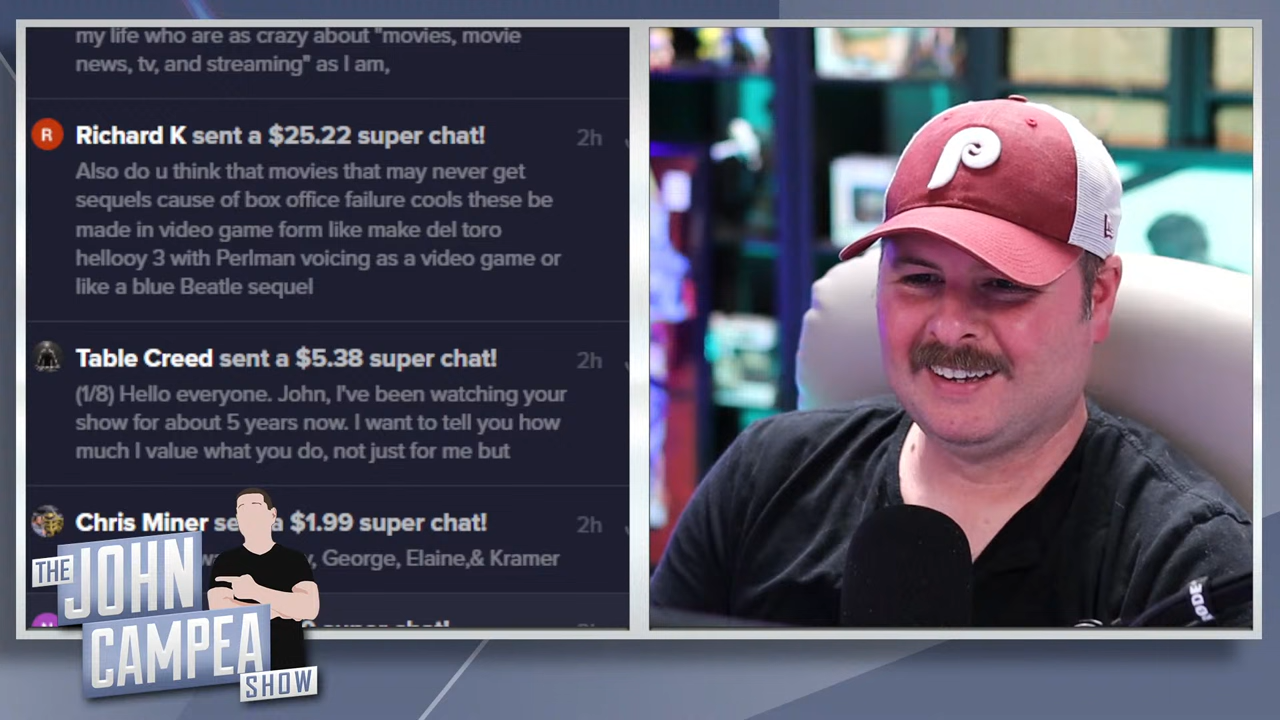 my life who are as crazy about "movies, movie
news, tv, and streaming" as I am,
R
Richard K sent a $25.22 super chat!
2h
Also do u think that movies that may never get
sequels cause of box office failure cools these be
made in video game form like make del toro
hellooy 3 with Perlman voicing as a video game or
like a blue Beatle sequel
Table Creed sent a $5.38 super chat!
2h
(1/8) Hello everyone. John, I've been watching your
show for about 5 years now. I want to tell you how
much I value what you do, not just for me but
Chris Miner a $1.99 super chat!
2h
George, Elaine,& Kramer
super chat!
THE
JOHN
CAMPEA
SHOW
P